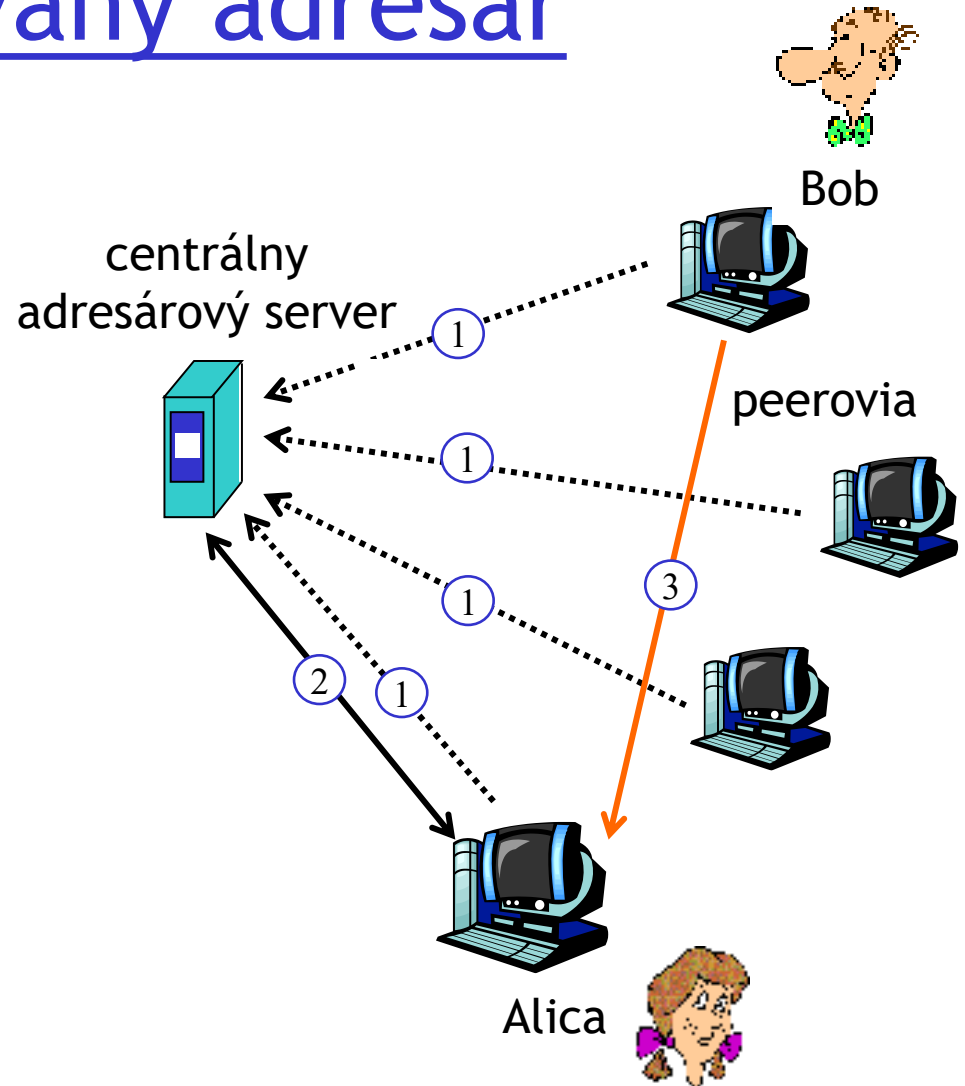 vaný adresár
Bob
centrálny
adresárový server
1
peerovia
1
3
1
2
1
Alica